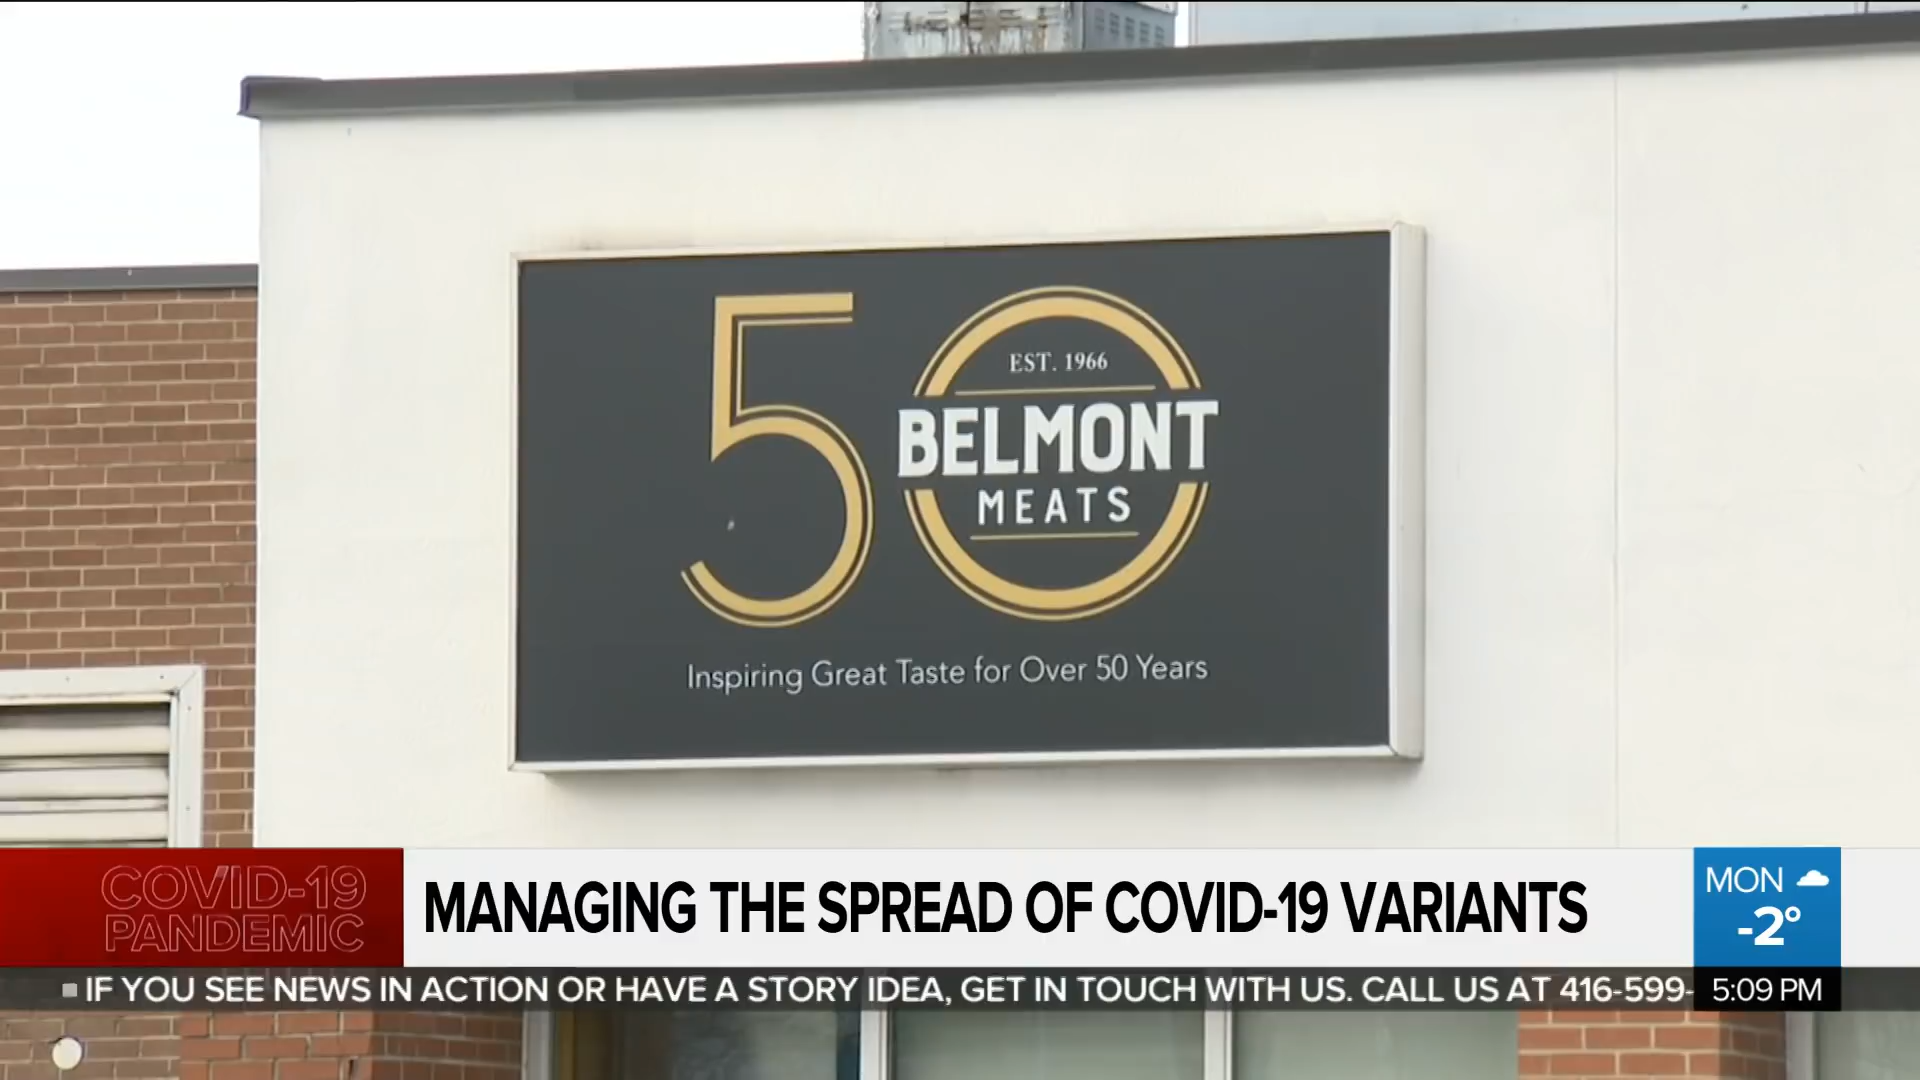 50
EST. 1966
BELMONT
MEATS
Inspiring Great Taste for Over 50 Years
COVID-19
PANDEMIC
MANAGING THE SPREAD OF COVID-19 VARIANTS
MON
-2°
IF YOU SEE NEWS IN ACTION OR HAVE A STORY IDEA, GET IN TOUCH WITH US. CALL US AT 416-599-
5:09 PM